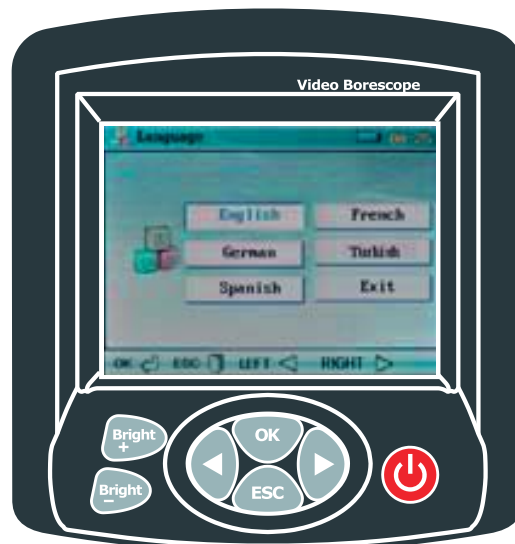 Video Borescope
Language
English French
German Turkish
Spanish Exit
OK ESC LEFT RIGHT
Bright
+
OK
Bright
−
ESC